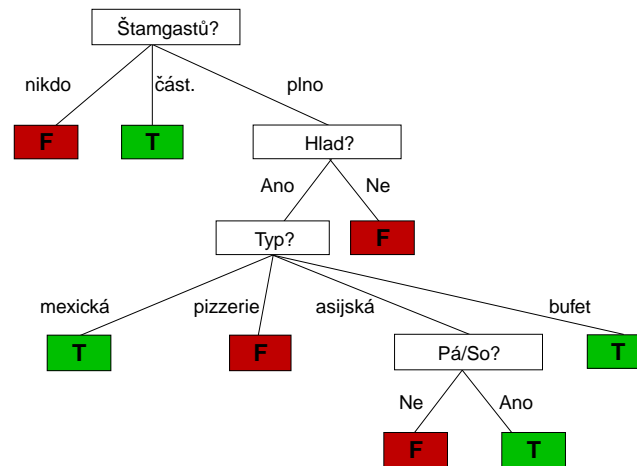 Štamgastů?
nikdo část. plno
F T Hlad?
Ano Ne
Typ? F
mexická pizzerie asijská bufet
T F Pá/So? T
Ne Ano
F T